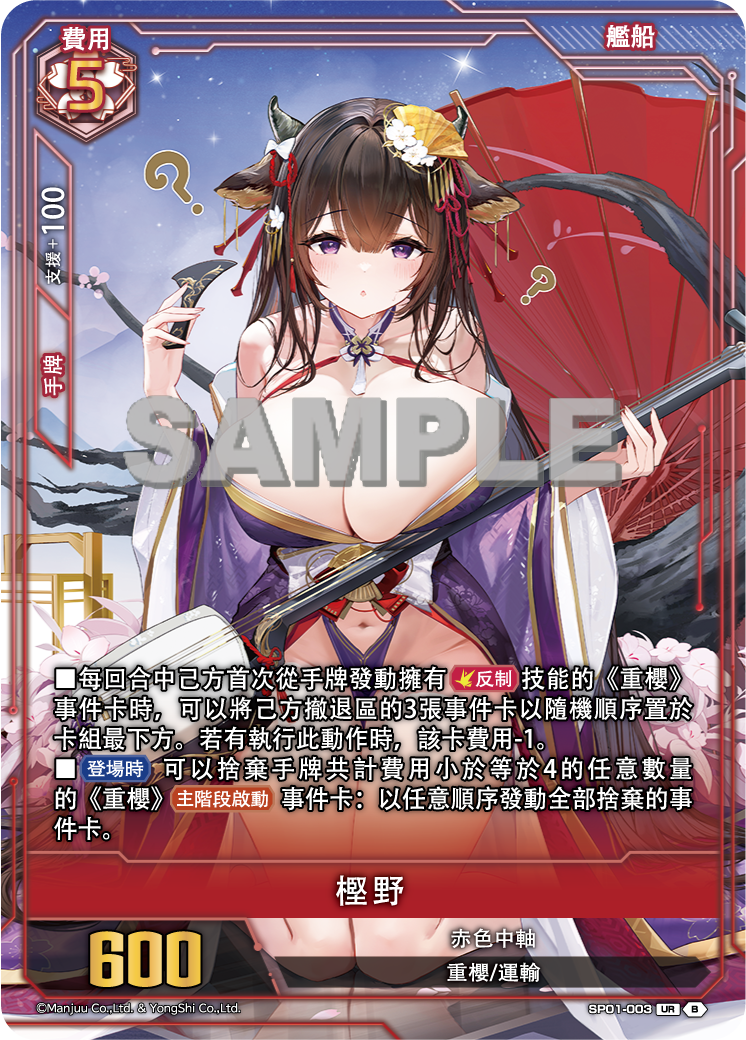 費用
5
艦船
支援+100
手牌
SAMPLE
■每回合中己方首次從手牌發動擁有 反制 技能的《重櫻》
事件卡時，可以將己方撤退區的3張事件卡以隨機順序置於
卡組最下方。若有執行此動作時，該卡費用-1。
■ 登場時 可以捨棄手牌共計費用小於等於4的任意數量
的《重櫻》 主階段啟動 事件卡：以任意順序發動全部捨棄的事
件卡。
樫野
600
赤色中軸
重櫻/運輸
©Manjuu Co.,Ltd. & YongShi Co.,Ltd.
SP01-003 UR B